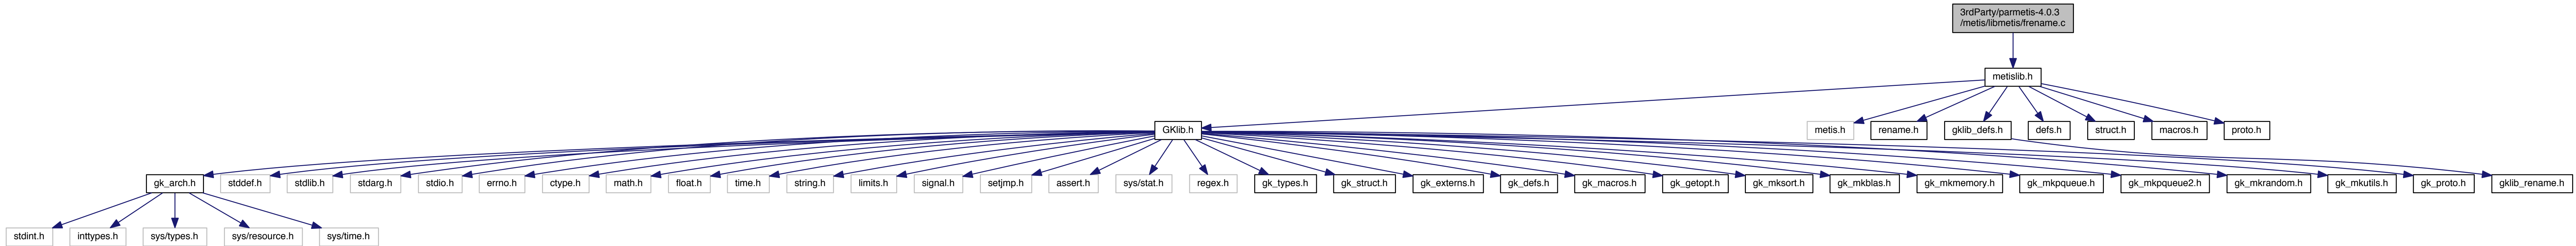 3rdParty/parmetis-4.0.3
/metis/libmetis/frename.c
metislib.h
GKlib.h
metis.h
rename.h
gklib_defs.h
defs.h
struct.h
macros.h
proto.h
gk_arch.h
stddef.h
stdlib.h
stdarg.h
stdio.h
errno.h
ctype.h
math.h
float.h
time.h
string.h
limits.h
signal.h
setjmp.h
assert.h
sys/stat.h
regex.h
gk_types.h
gk_struct.h
gk_externs.h
gk_defs.h
gk_macros.h
gk_getopt.h
gk_mksort.h
gk_mkblas.h
gk_mkmemory.h
gk_mkpqueue.h
gk_mkpqueue2.h
gk_mkrandom.h
gk_mkutils.h
gk_proto.h
gklib_rename.h
stdint.h
inttypes.h
sys/types.h
sys/resource.h
sys/time.h